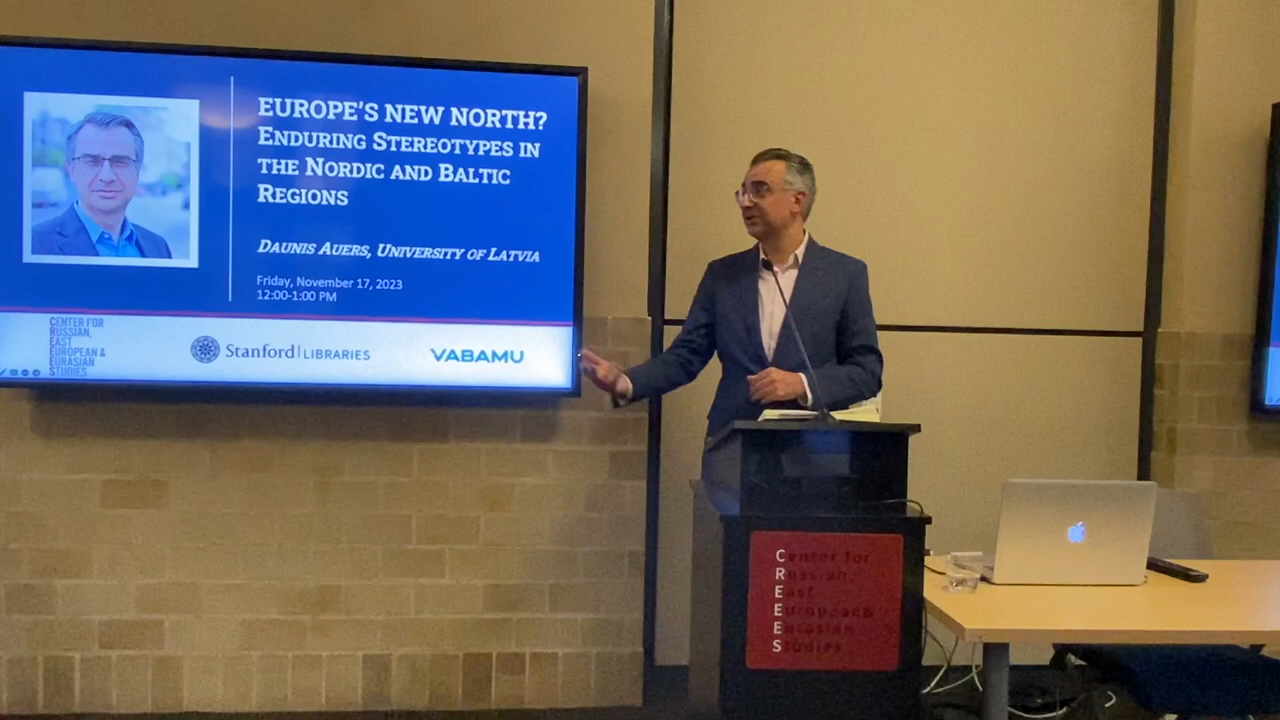 EUROPE'S NEW NORTH?
ENDURING STEREOTYPES IN
THE NORDIC AND BALTIC
REGIONS
DAUNIS AUERS, UNIVERSITY OF LATVIA
Friday, November 17, 2023
12:00-1:00 PM
CENTER FOR
RUSSIAN,
EAST
EUROPEAN &
EURASIAN
STUDIES
Stanford | LIBRARIES
VABAMU
Center for
Russian,
East
European &
Eurasian
Studies